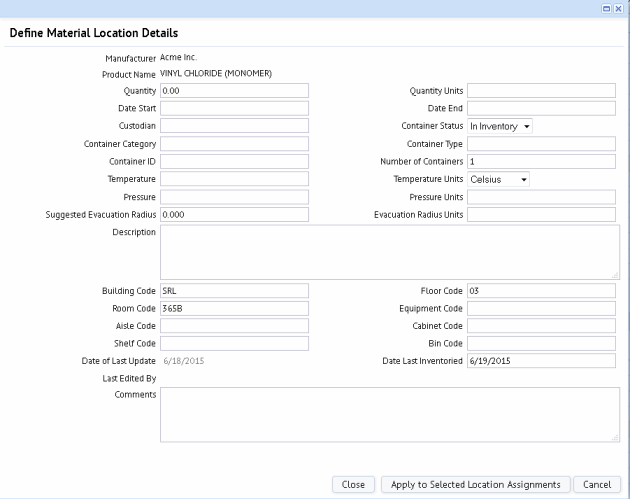 Define Material Location Details
Manufacturer Acme Inc.
Product Name VINYL CHLORIDE (MONOMER)
Quantity 0.00 Quantity Units
Date Start Date End
Custodian Container Status In Inventory
Container Category Container Type
Container ID Number of Containers 1
Temperature Temperature Units Celsius
Pressure Pressure Units
Suggested Evacuation Radius 0.000 Evacuation Radius Units
Description
Building Code SRL Floor Code 03
Room Code 365B Equipment Code
Aisle Code Cabinet Code
Shelf Code Bin Code
Date of Last Update 6/18/2015 Date Last Inventoried 6/19/2015
Last Edited By
Comments
Close Apply to Selected Location Assignments Cancel